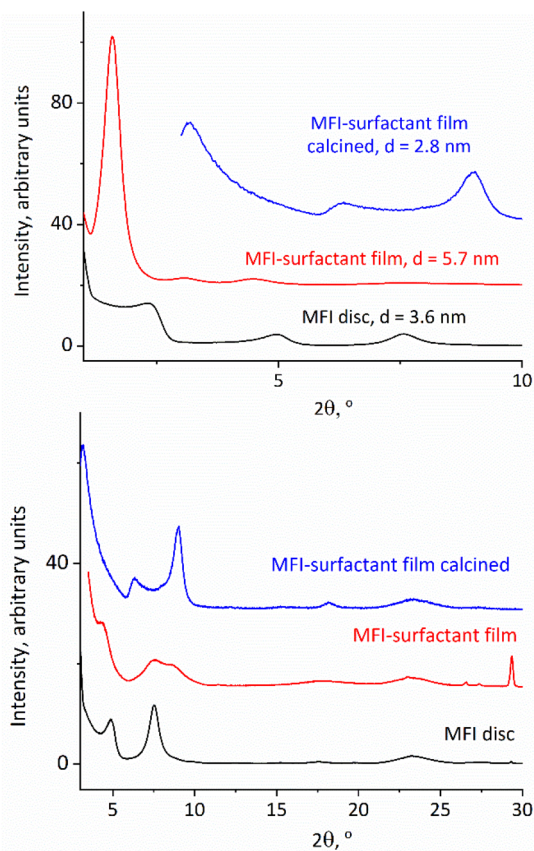 80
MFI-surfactant film
calcined, d = 2.8 nm
Intensity, arbitrary units
40
MFI-surfactant film, d = 5.7 nm
MFI disc, d = 3.6 nm
0
5
10
2θ, º
Intensity, arbitrary units
40
MFI-surfactant film calcined
MFI-surfactant film
MFI disc
0
5
10
15
20
25
30
2θ, º